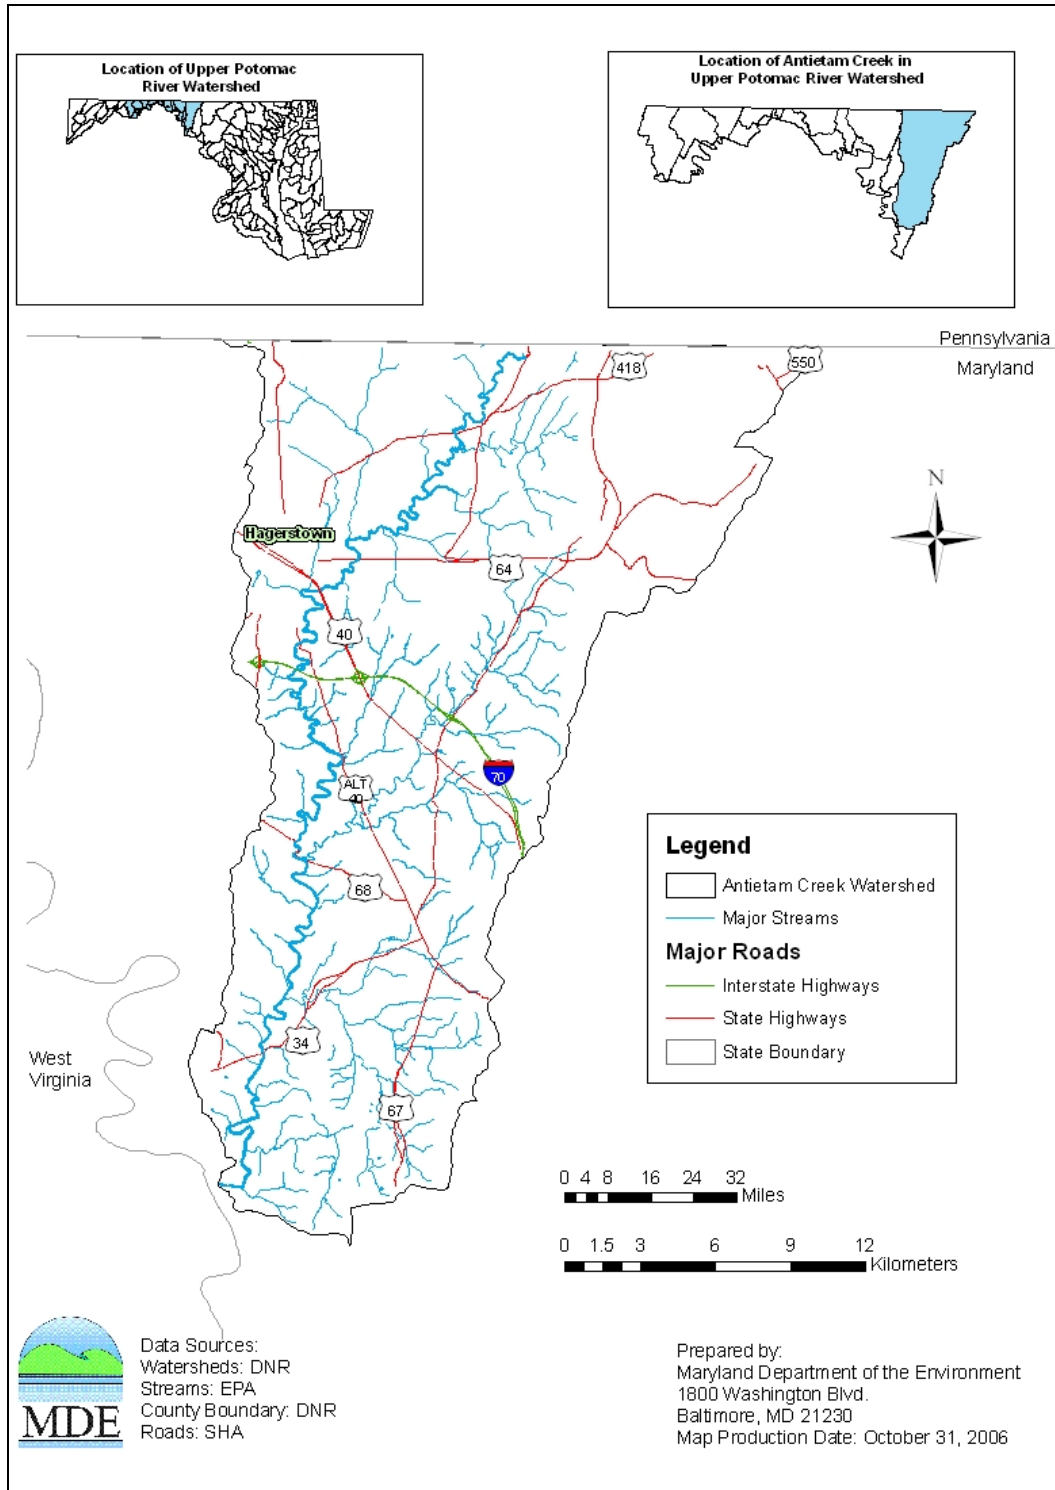 Location of Upper Potomac
River Watershed
Location of Antietam Creek in
Upper Potomac River Watershed
Pennsylvania
Maryland
418
550
N
Hagerstown
64
40
70
ALT
40
68
34
67
West
Virginia
Legend
Antietam Creek Watershed
Major Streams
Major Roads
Interstate Highways
State Highways
State Boundary
0 4 8 16 24 32
Miles
0 1.5 3 6 9 12
Kilometers
MDE
Data Sources:
Watersheds: DNR
Streams: EPA
County Boundary: DNR
Roads: SHA
Prepared by:
Maryland Department of the Environment
1800 Washington Blvd.
Baltimore, MD 21230
Map Production Date: October 31, 2006